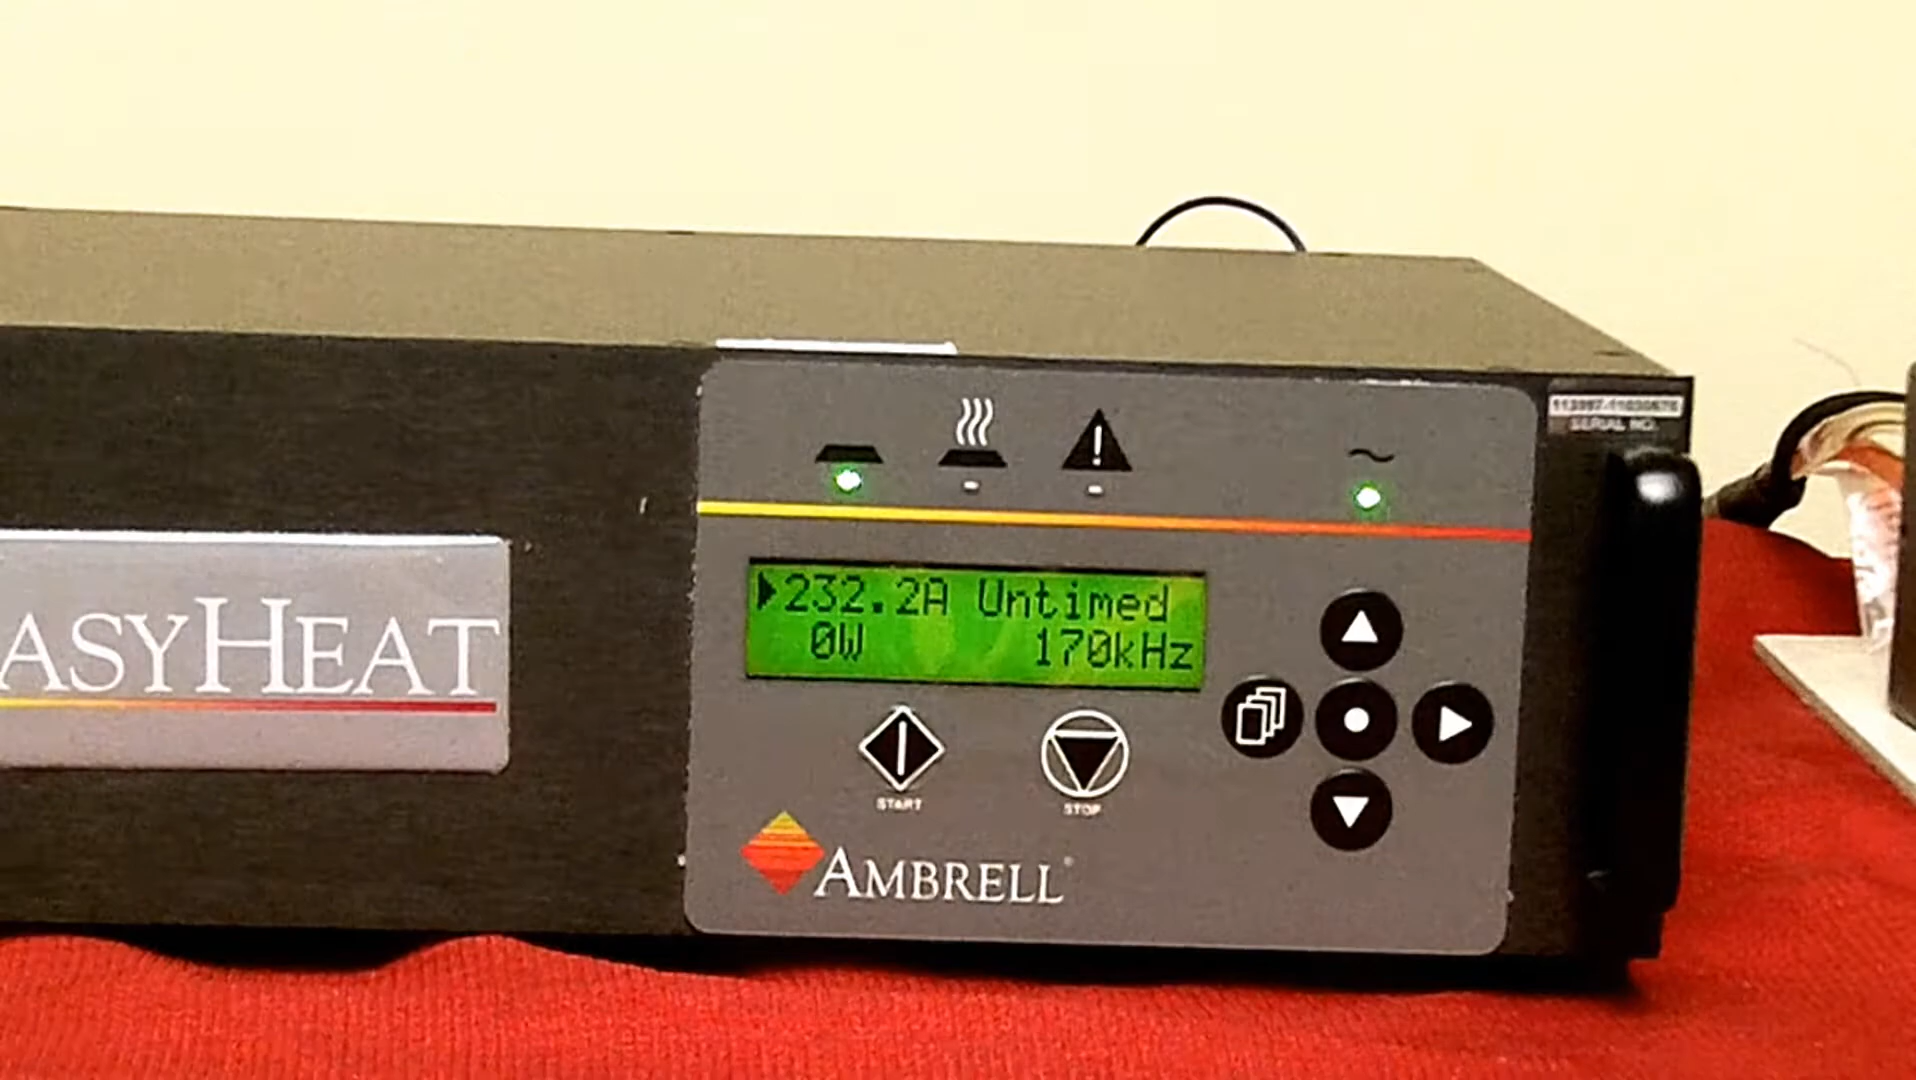 SERIAL NO.
232.2A Untimed
0W 170kHz
ASYHEAT
START
STOP
AMBRELL